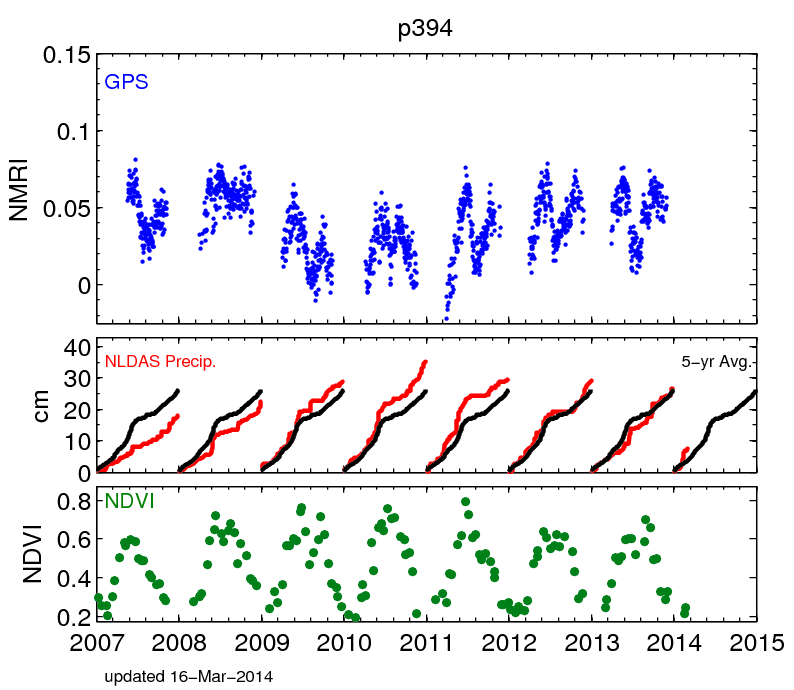 p394
0.15
GPS
0.1
NMRI
0.05
0
40
NLDAS Precip.
5-yr Avg.
30
cm
20
10
0
0.8
NDVI
0.6
NDVI
0.4
0.2
2007 2008 2009 2010 2011 2012 2013 2014 2015
updated 16-Mar-2014